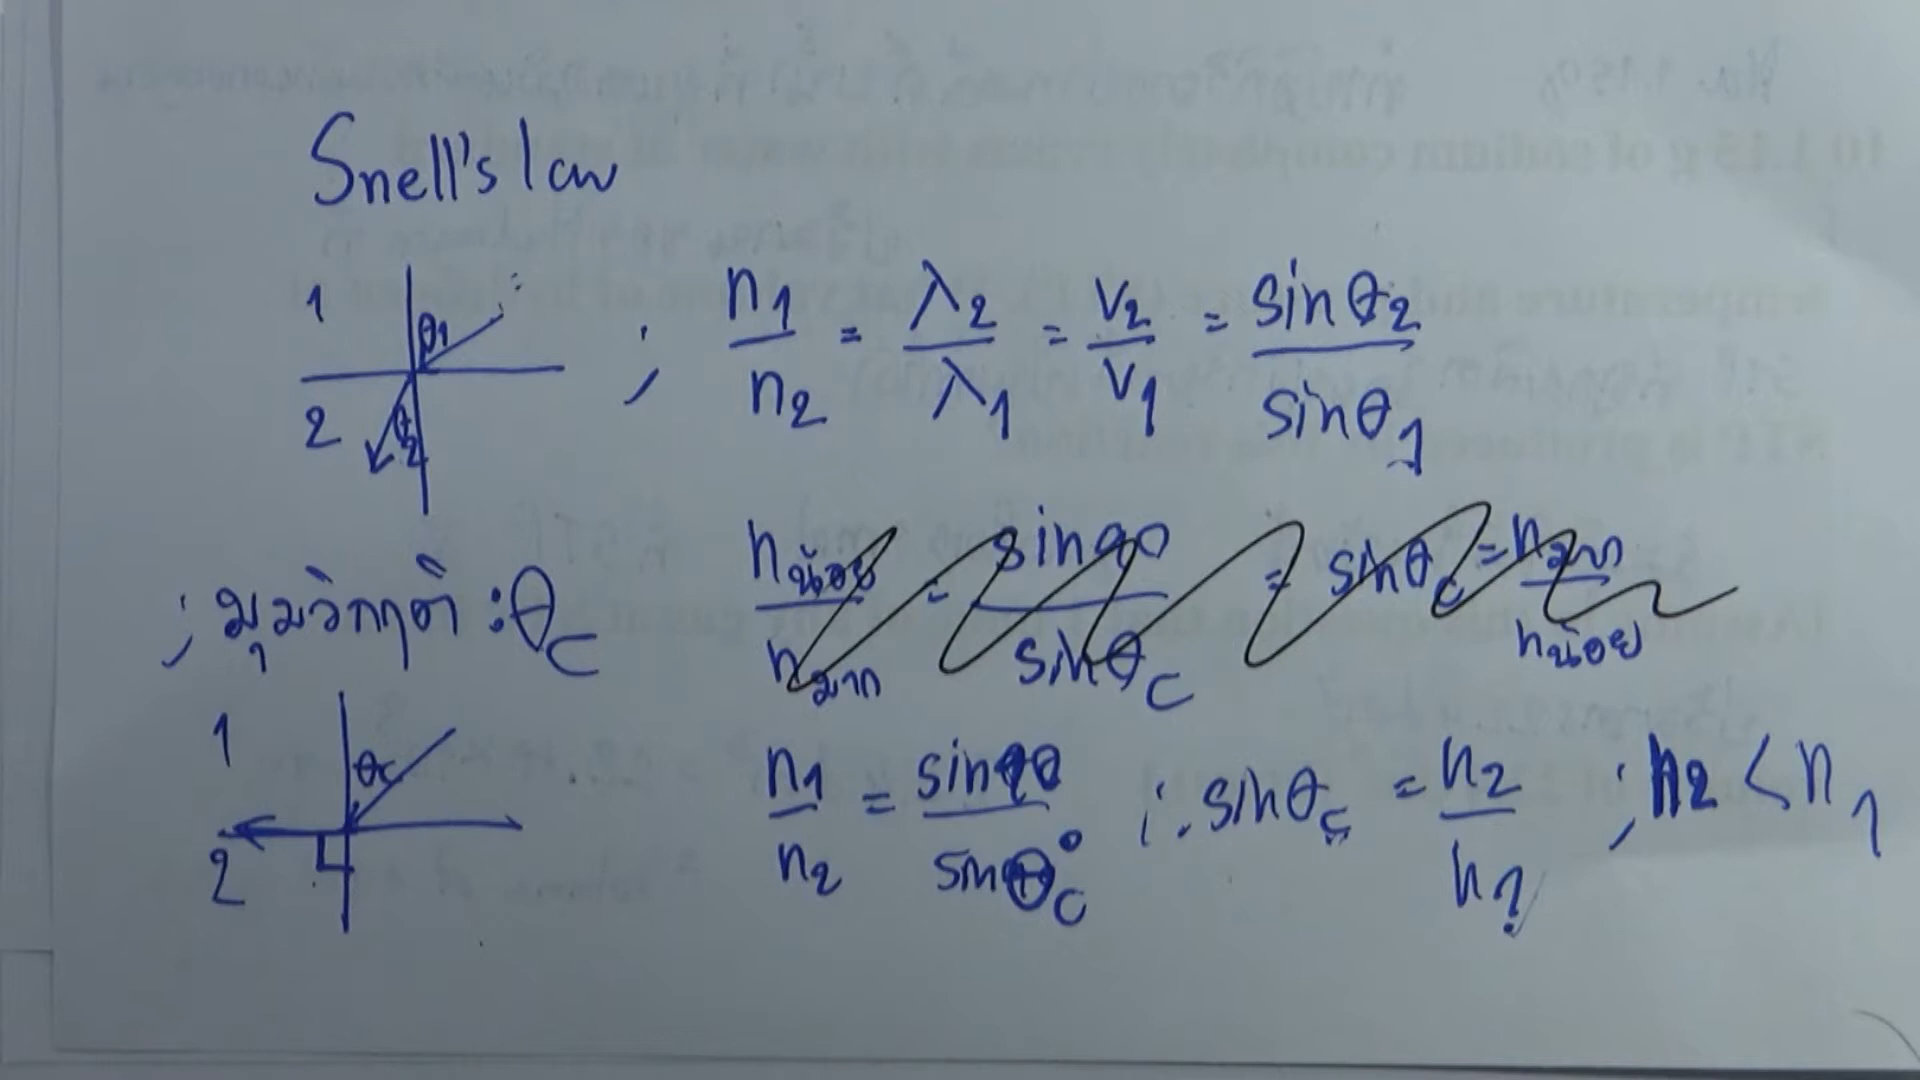 Snell's law
1 θ1 ; n1/n2 = λ2/λ1 = v2/v1 = sinθ2/sinθ1
2 θ2
; มุมวิกฤติ : θc n น้อย/n มาก = sin90/sinθc = sinθc = n มาก/n น้อย
1 θc n1/n2 = sin90/sinθc° ∴ sinθc = n2/n1 ; n2 < n1
2